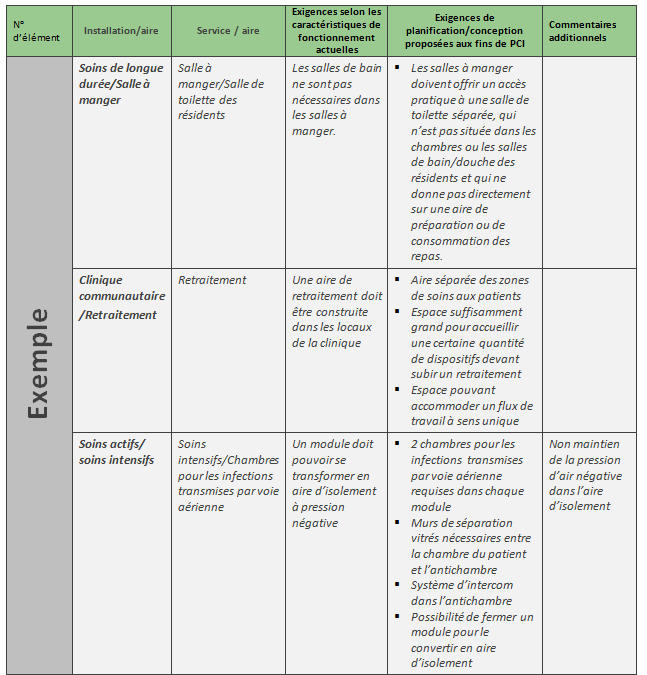 N°
d'élément
Installation/aire
Service / aire
Exigences selon les
caractéristiques de
fonctionnement
actuelles
Exigences de
planification/conception
proposées aux fins de PCI
Commentaires
additionnels
Exemple
Soins de longue
durée/Salle à
manger
Salle à
manger/Salle de
toilette des
résidents
Les salles de bain
ne sont pas
nécessaires dans
les salles à
manger.
▪ Les salles à manger
doivent offrir un accès
pratique à une salle de
toilette séparée, qui
n'est pas située dans les
chambres ou les salles
de bain/douche des
résidents et qui ne
donne pas directement
sur une aire de
préparation ou de
consommation des
repas.
Clinique
communautaire
/Retraitement
Retraitement
Une aire de
retraitement doit
être construite
dans les locaux
de la clinique
▪ Aire séparée des zones
de soins aux patients
▪ Espace suffisamment
grand pour accueillir
une certaine quantité
de dispositifs devant
subir un retraitement
▪ Espace pouvant
accommoder un flux de
travail à sens unique
Soins actifs/
soins intensifs
Soins
intensifs/Chambres
pour les infections
transmises par voie
aérienne
Un module doit
pouvoir se
transformer en
aire d'isolement
à pression
négative
▪ 2 chambres pour les
infections transmises
par voie aérienne
requises dans chaque
module
▪ Murs de séparation
vitrés nécessaires entre
la chambre du patient
et l'antichambre
▪ Système d'intercom
dans l'antichambre
▪ Possibilité de fermer un
module pour le
convertir en aire
d'isolement
Non maintien
de la pression
d'air négative
dans l'aire
d'isolement